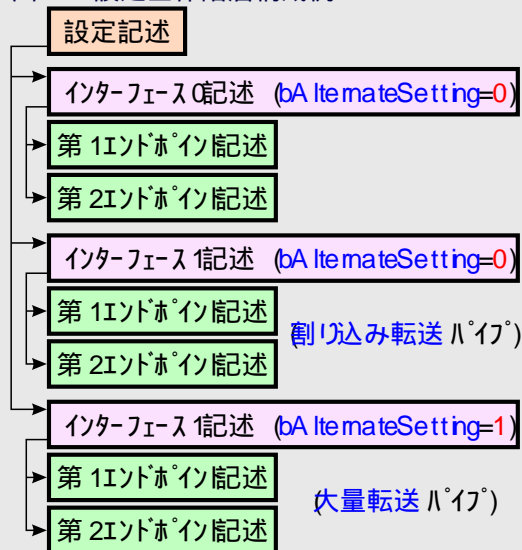 設定記述
インターフェース0記述 (bAlternateSetting=0)
第1エンドポイント記述
第2エンドポイント記述
インターフェース1記述 (bAlternateSetting=0)
第1エンドポイント記述
(割り込み転送 パイプ)
第2エンドポイント記述
インターフェース1記述 (bAlternateSetting=1)
第1エンドポイント記述
(大量転送 パイプ)
第2エンドポイント記述